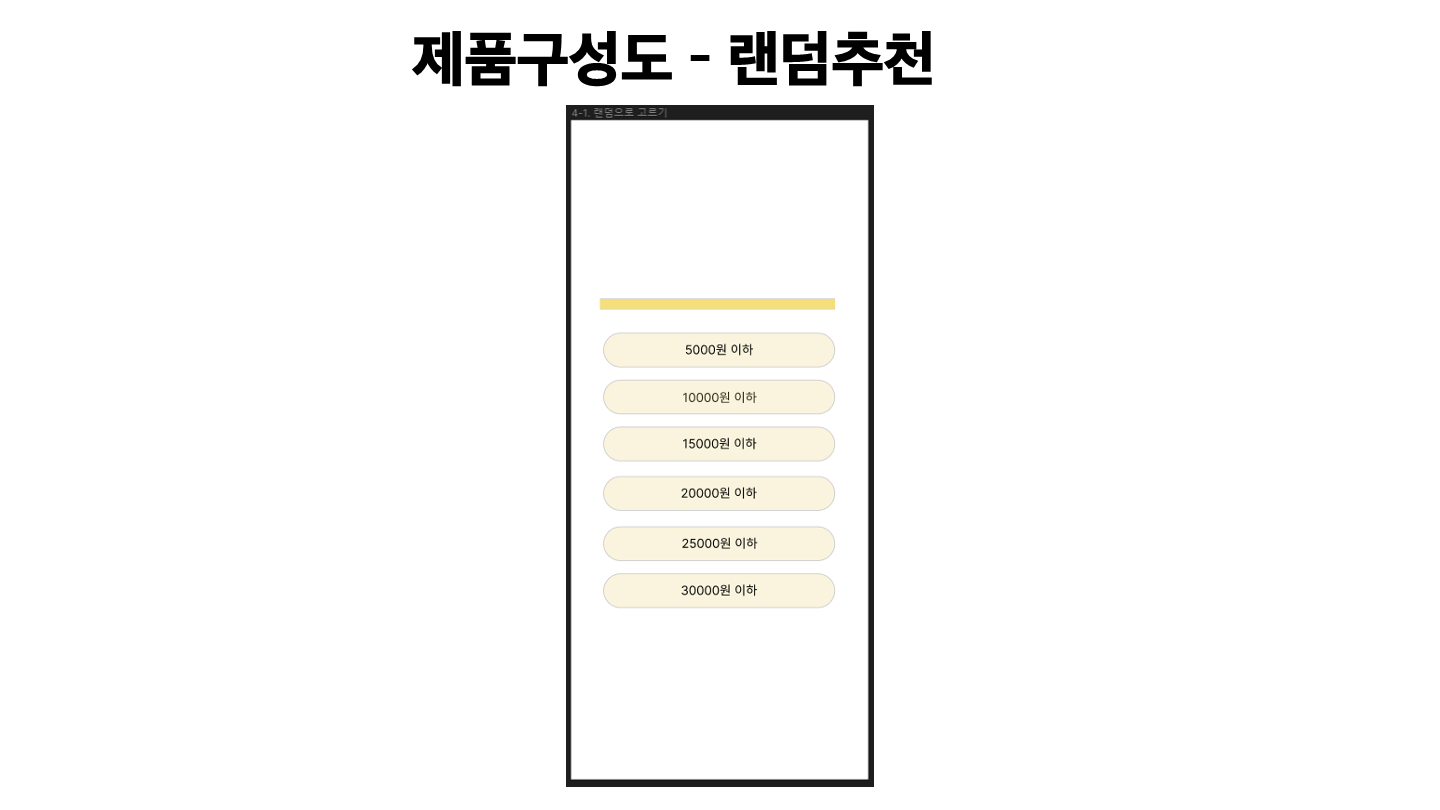 제품구성도 - 랜덤추천
4-1. 랜덤으로 고르기
5000원 이하
10000원 이하
15000원 이하
20000원 이하
25000원 이하
30000원 이하